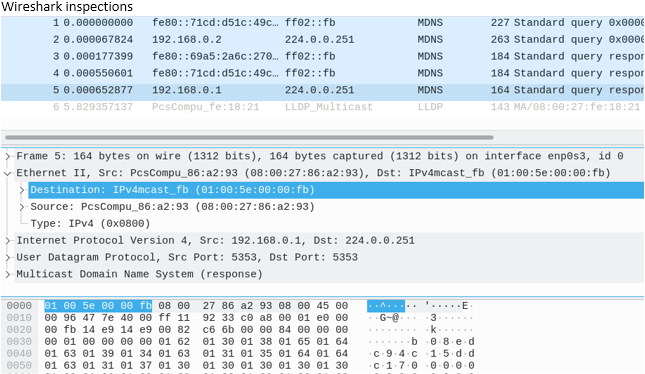 Wireshark inspections
1 0.000000000 fe80::71cd:d51c:49c… ff02::fb MDNS 227 Standard query 0x0000
2 0.000067824 192.168.0.2 224.0.0.251 MDNS 263 Standard query 0x0000
3 0.000177399 fe80::69a5:2a6c:270… ff02::fb MDNS 184 Standard query respon
4 0.000550601 fe80::71cd:d51c:49c… ff02::fb MDNS 184 Standard query respon
5 0.000652877 192.168.0.1 224.0.0.251 MDNS 164 Standard query respon
6 5.829357137 PcsCompu_fe:18:21 LLDP_Multicast LLDP 143 MA/08:00:27:fe:18:21
Frame 5: 164 bytes on wire (1312 bits), 164 bytes captured (1312 bits) on interface enp0s3, id 0
Ethernet II, Src: PcsCompu_86:a2:93 (08:00:27:86:a2:93), Dst: IPv4mcast_fb (01:00:5e:00:00:fb)
Destination: IPv4mcast_fb (01:00:5e:00:00:fb)
Source: PcsCompu_86:a2:93 (08:00:27:86:a2:93)
Type: IPv4 (0x0800)
Internet Protocol Version 4, Src: 192.168.0.1, Dst: 224.0.0.251
User Datagram Protocol, Src Port: 5353, Dst Port: 5353
Multicast Domain Name System (response)
0000 01 00 5e 00 00 fb 08 00 27 86 a2 93 08 00 45 00 ··^····· '·····E·
0010 00 96 47 7e 40 00 ff 11 92 33 c0 a8 00 01 e0 00 ··G~@··· ·3······
0020 00 fb 14 e9 14 e9 00 82 c6 6b 00 00 84 00 00 00 ········ ·k······
0030 00 01 00 00 00 00 01 62 01 30 01 38 01 65 01 64 ·······b ·0·8·e·d
0040 01 63 01 39 01 34 01 63 01 31 01 35 01 64 01 64 ·c·9·4·c ·1·5·d·d
0050 01 63 01 31 01 37 01 30 01 30 01 30 01 30 01 30 ·c·1·7·0 ·0·0·0·0